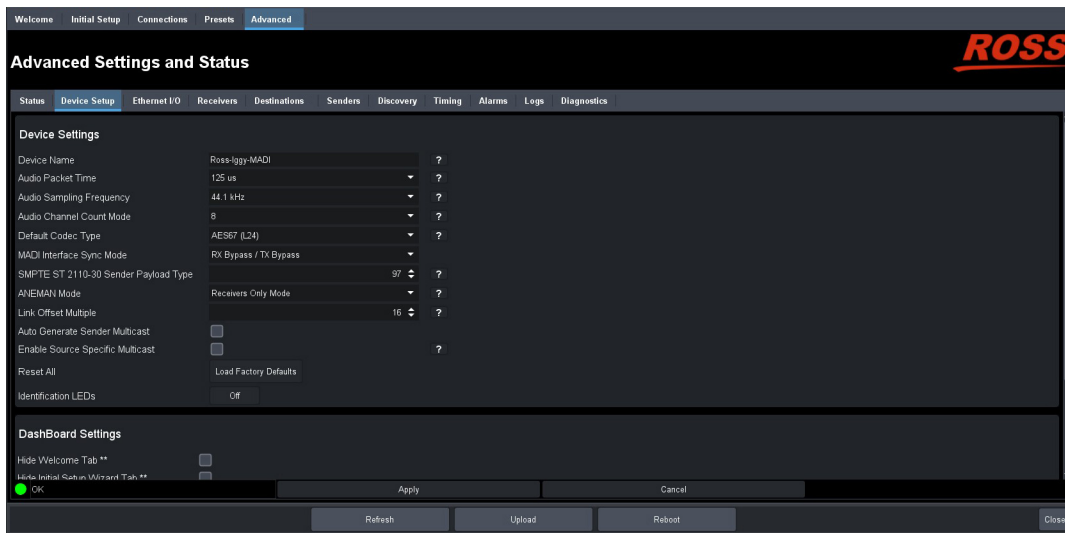 Welcome Initial Setup Connections Presets Advanced
ROSS
Advanced Settings and Status
Status Device Setup Ethernet I/O Receivers Destinations Senders Discovery Timing Alarms Logs Diagnostics
Device Settings
Device Name Ross-Iggy-MADI ?
Audio Packet Time 125 us ?
Audio Sampling Frequency 44.1 kHz ?
Audio Channel Count Mode 8 ?
Default Codec Type AES67 (L24) ?
MADI Interface Sync Mode RX Bypass / TX Bypass
SMPTE ST 2110-30 Sender Payload Type 97 ?
ANEMAN Mode Receivers Only Mode ?
Link Offset Multiple 16 ?
Auto Generate Sender Multicast
Enable Source Specific Multicast ?
Reset All Load Factory Defaults
Identification LEDs Off
DashBoard Settings
Hide Welcome Tab **
Hide Initial Setup Wizard Tab **
OK Apply Cancel
Refresh Upload Reboot Close